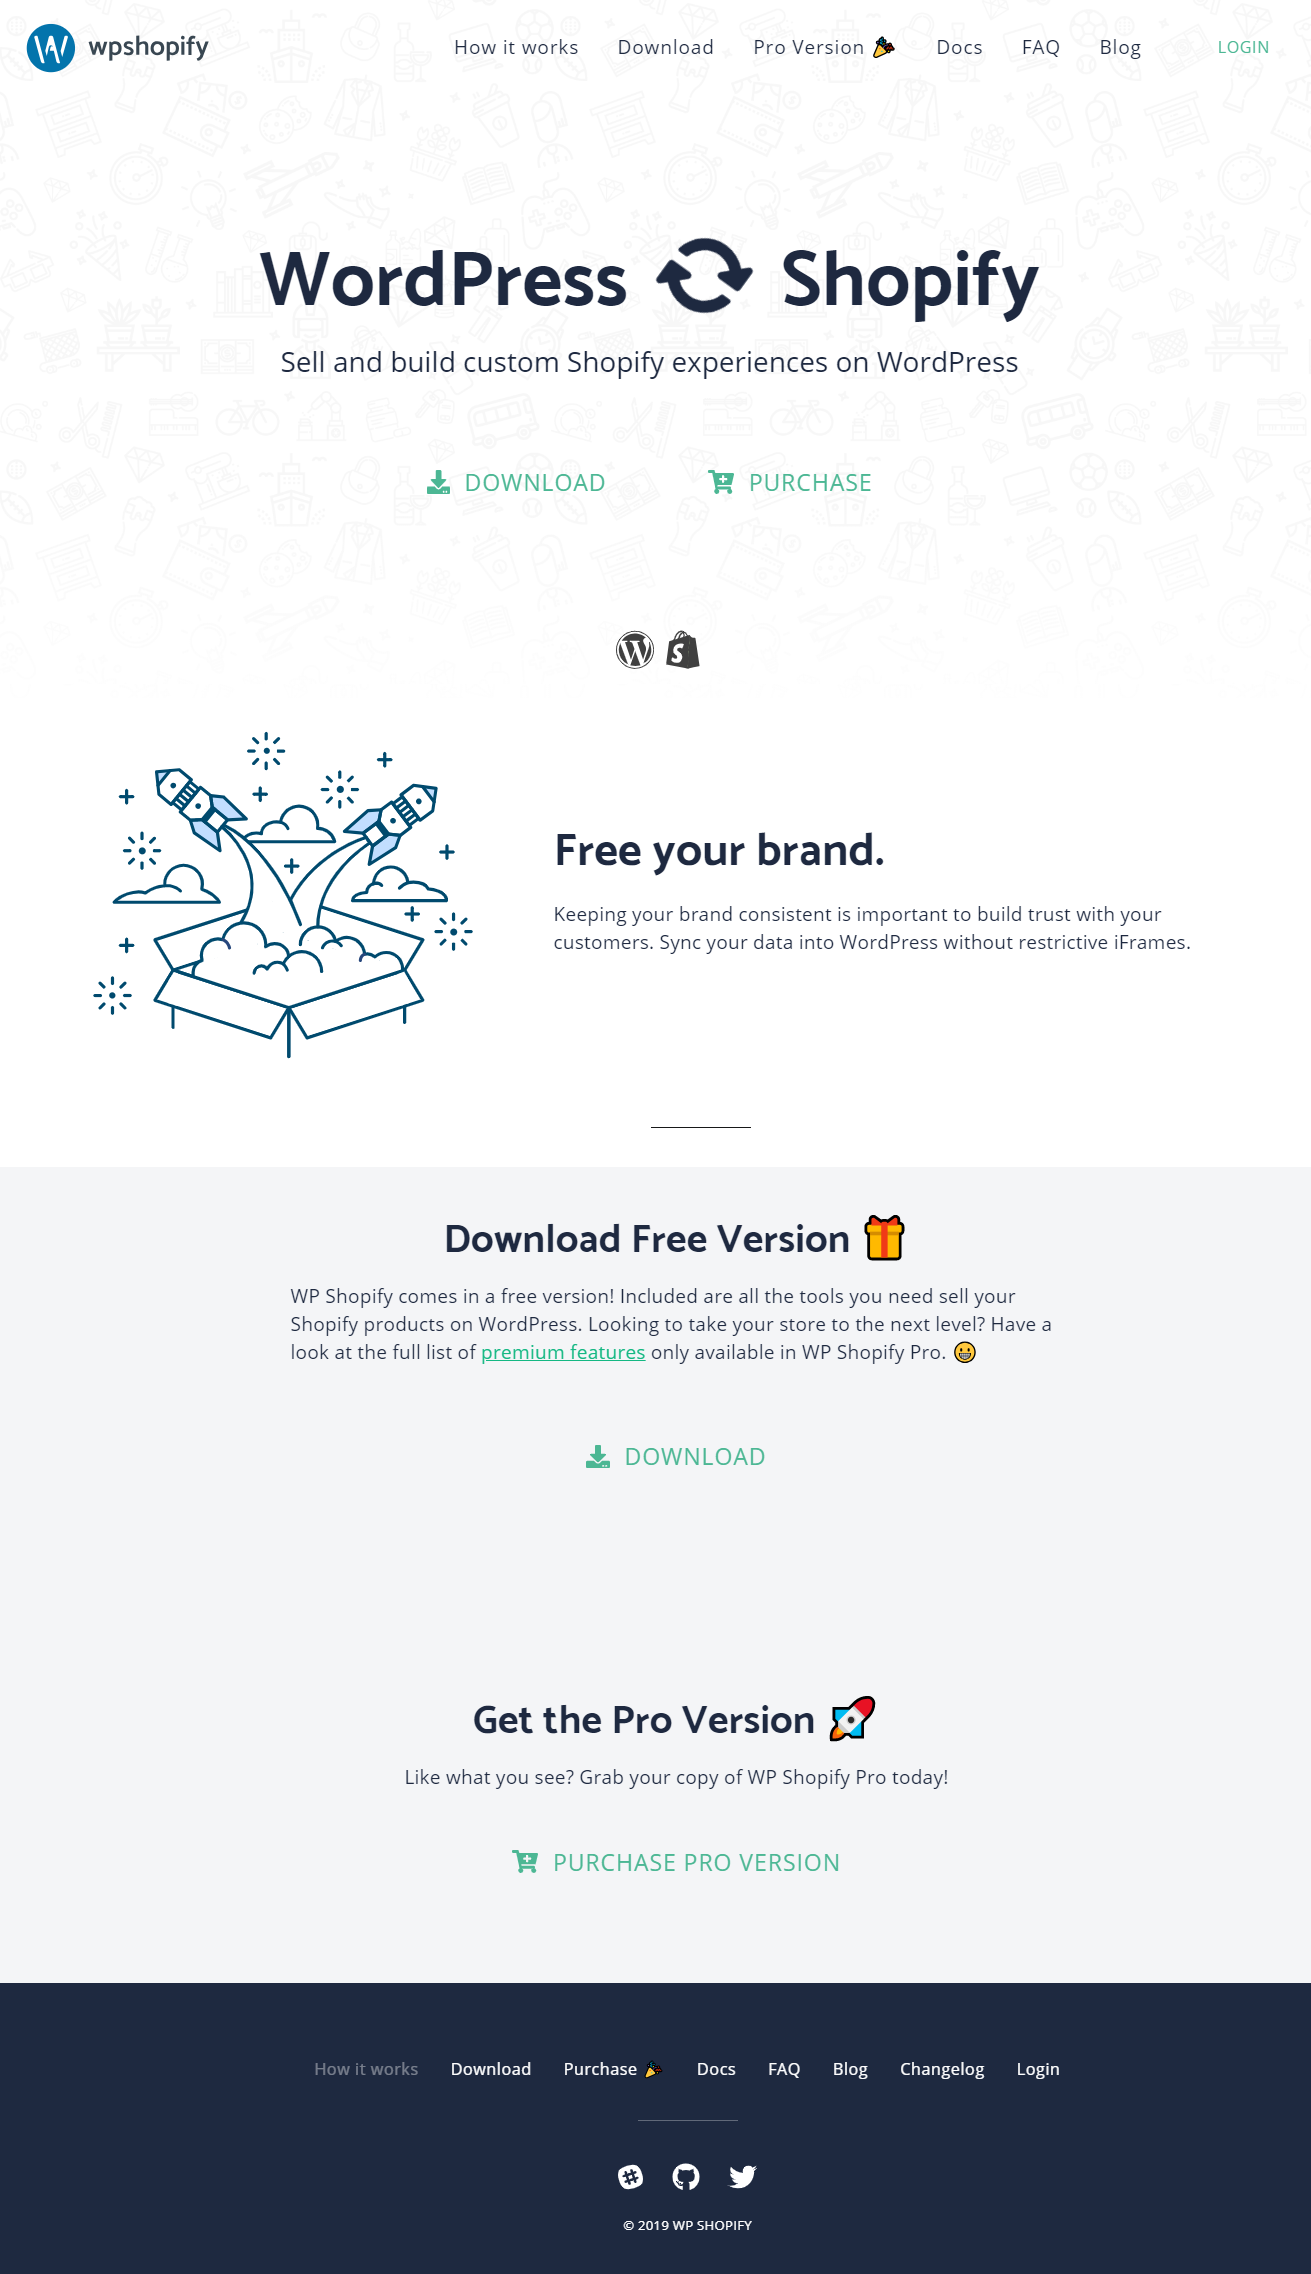 wpshopify
How it works Download Pro Version Docs FAQ Blog LOGIN
WordPress Shopify
Sell and build custom Shopify experiences on WordPress
DOWNLOAD PURCHASE
Free your brand.
Keeping your brand consistent is important to build trust with your
customers. Sync your data into WordPress without restrictive iFrames.
Download Free Version
WP Shopify comes in a free version! Included are all the tools you need sell your
Shopify products on WordPress. Looking to take your store to the next level? Have a
look at the full list of premium features only available in WP Shopify Pro. 😀
DOWNLOAD
Get the Pro Version
Like what you see? Grab your copy of WP Shopify Pro today!
PURCHASE PRO VERSION
How it works Download Purchase Docs FAQ Blog Changelog Login
© 2019 WP SHOPIFY